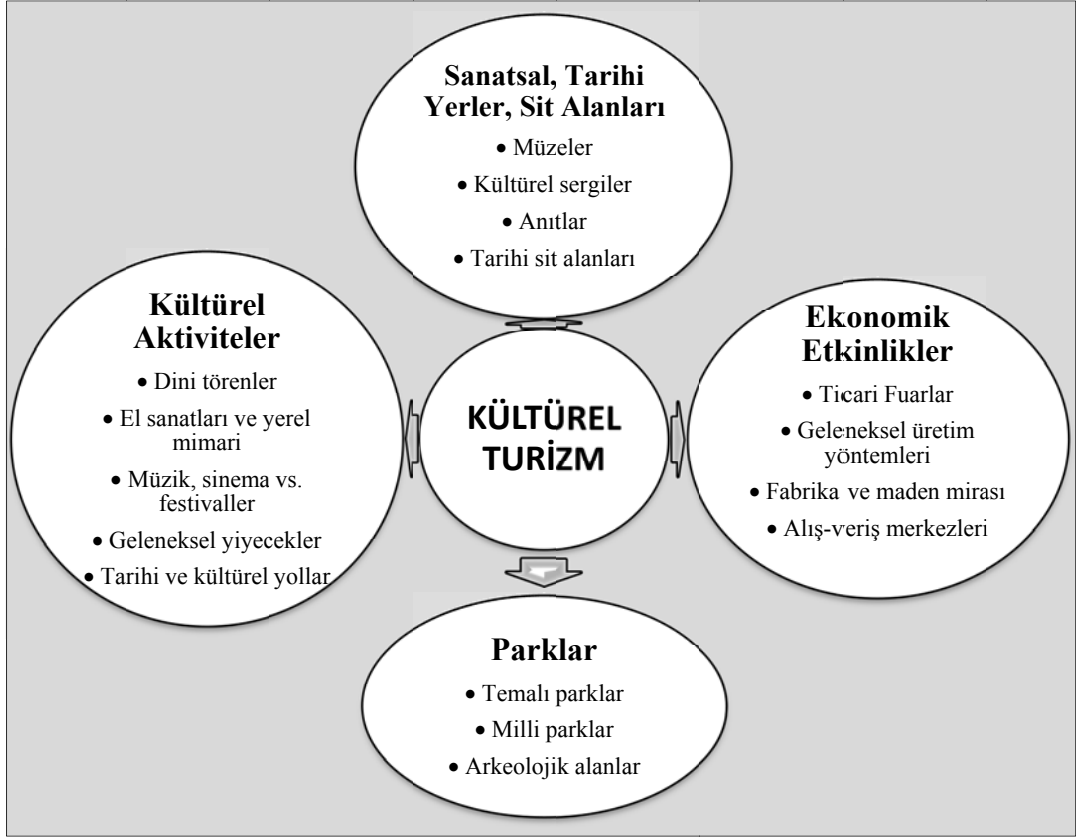 Sanatsal, Tarihi
Yerler, Sit Alanları
• Müzeler
• Kültürel sergiler
• Anıtlar
• Tarihi sit alanları
Kültürel
Aktiviteler
• Dini törenler
• El sanatları ve yerel
mimari
• Müzik, sinema vs.
festivaller
• Geleneksel yiyecekler
• Tarihi ve kültürel yollar
KÜLTÜREL
TURİZM
Ekonomik
Etkinlikler
• Ticari Fuarlar
• Geleneksel üretim
yöntemleri
• Fabrika ve maden mirası
• Alış-veriş merkezleri
Parklar
• Temalı parklar
• Milli parklar
• Arkeolojik alanlar